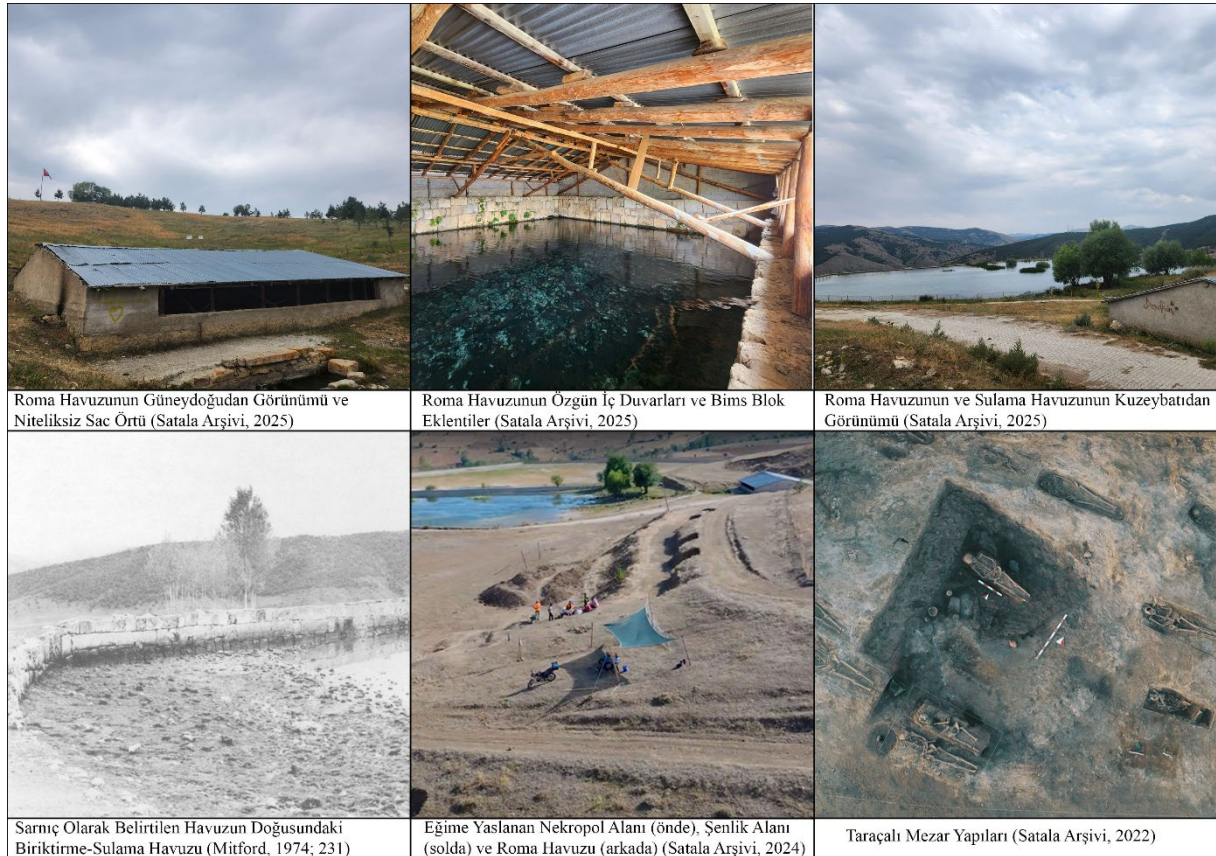 Roma Havuzunun Güneydoğudan Görünümü ve
Niteliksiz Sac Örtü (Satala Arşivi, 2025)
Roma Havuzunun Özgün İç Duvarları ve Bims Blok
Eklentiler (Satala Arşivi, 2025)
Roma Havuzunun ve Sulama Havuzunun Kuzeybatıdan
Görünümü (Satala Arşivi, 2025)
Sarnıç Olarak Belirtilen Havuzun Doğusundaki
Biriktirme-Sulama Havuzu (Mitford, 1974; 231)
Eğime Yaslanan Nekropol Alanı (önde), Şenlik Alanı
(solda) ve Roma Havuzu (arkada) (Satala Arşivi, 2024)
Taraçalı Mezar Yapıları (Satala Arşivi, 2022)